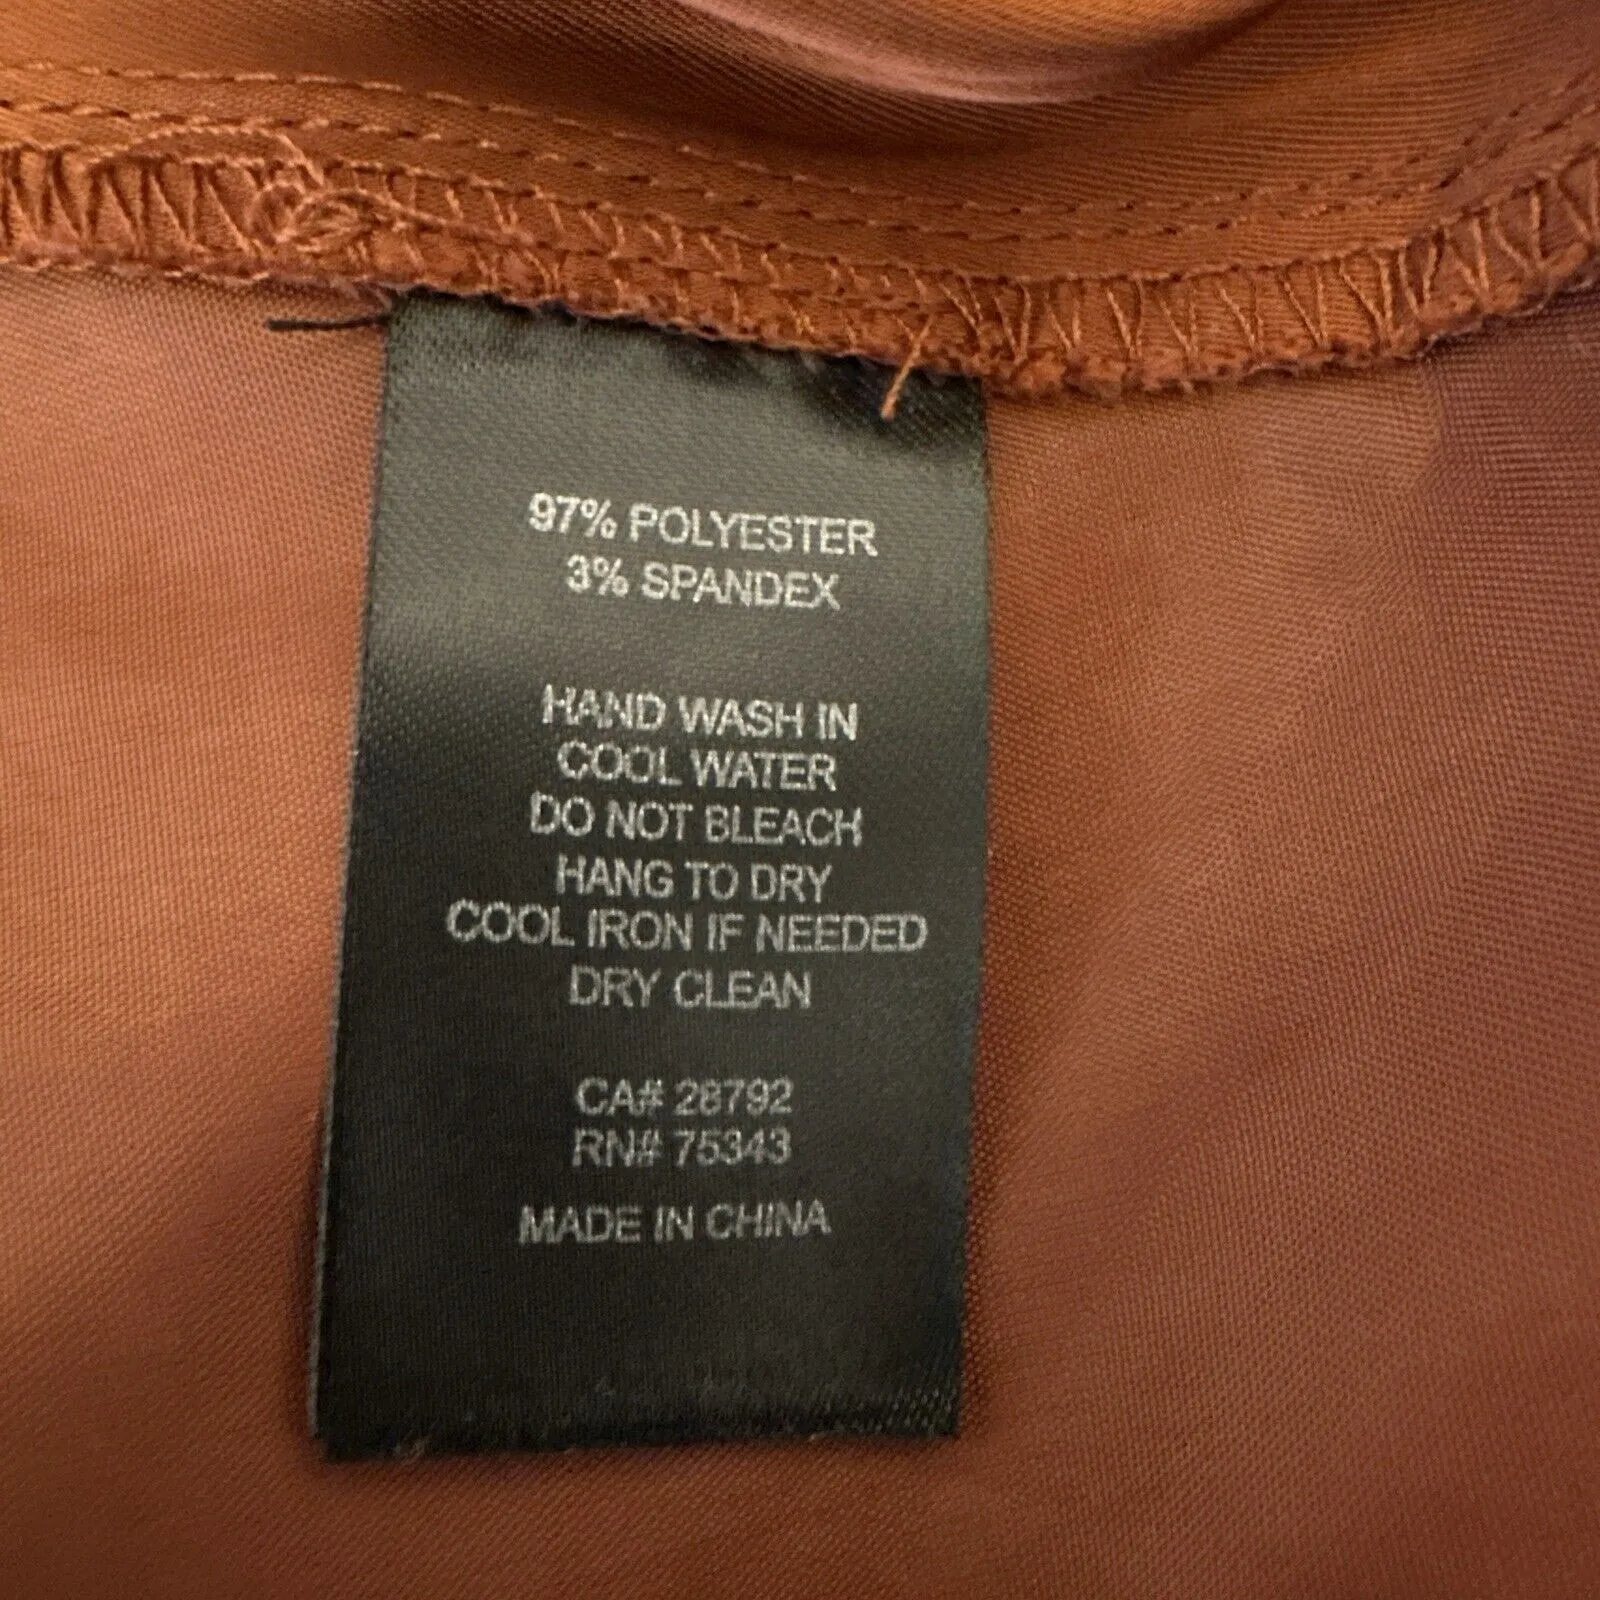 97% POLYESTER
3% SPANDEX
HAND WASH IN
COOL WATER
DO NOT BLEACH
HANG TO DRY
COOL IRON IF NEEDED
DRY CLEAN
CA# 28792
RN# 75343
MADE IN CHINA